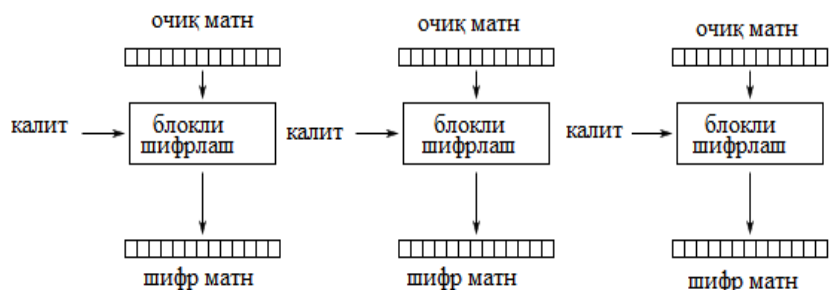 очиқ матн
калит
блокли
шифрлаш
шифр матн
очиқ матн
калит
блокли
шифрлаш
шифр матн
очиқ матн
калит
блокли
шифрлаш
шифр матн